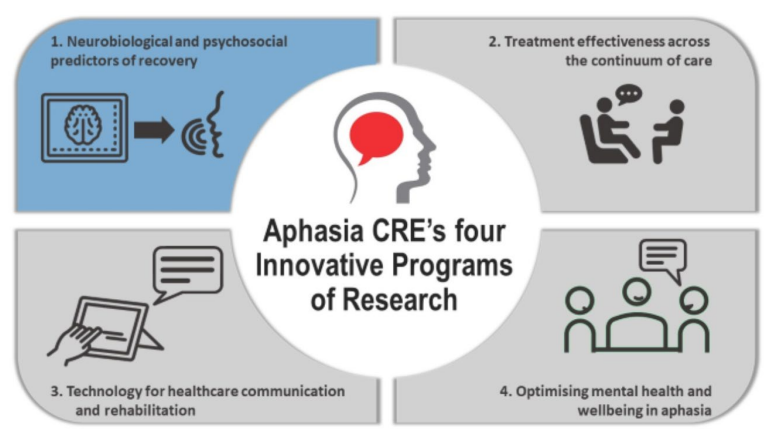 1. Neurobiological and psychosocial
predictors of recovery
2. Treatment effectiveness across
the continuum of care
Aphasia CRE's four
Innovative Programs
of Research
3. Technology for healthcare communication
and rehabilitation
4. Optimising mental health and
wellbeing in aphasia